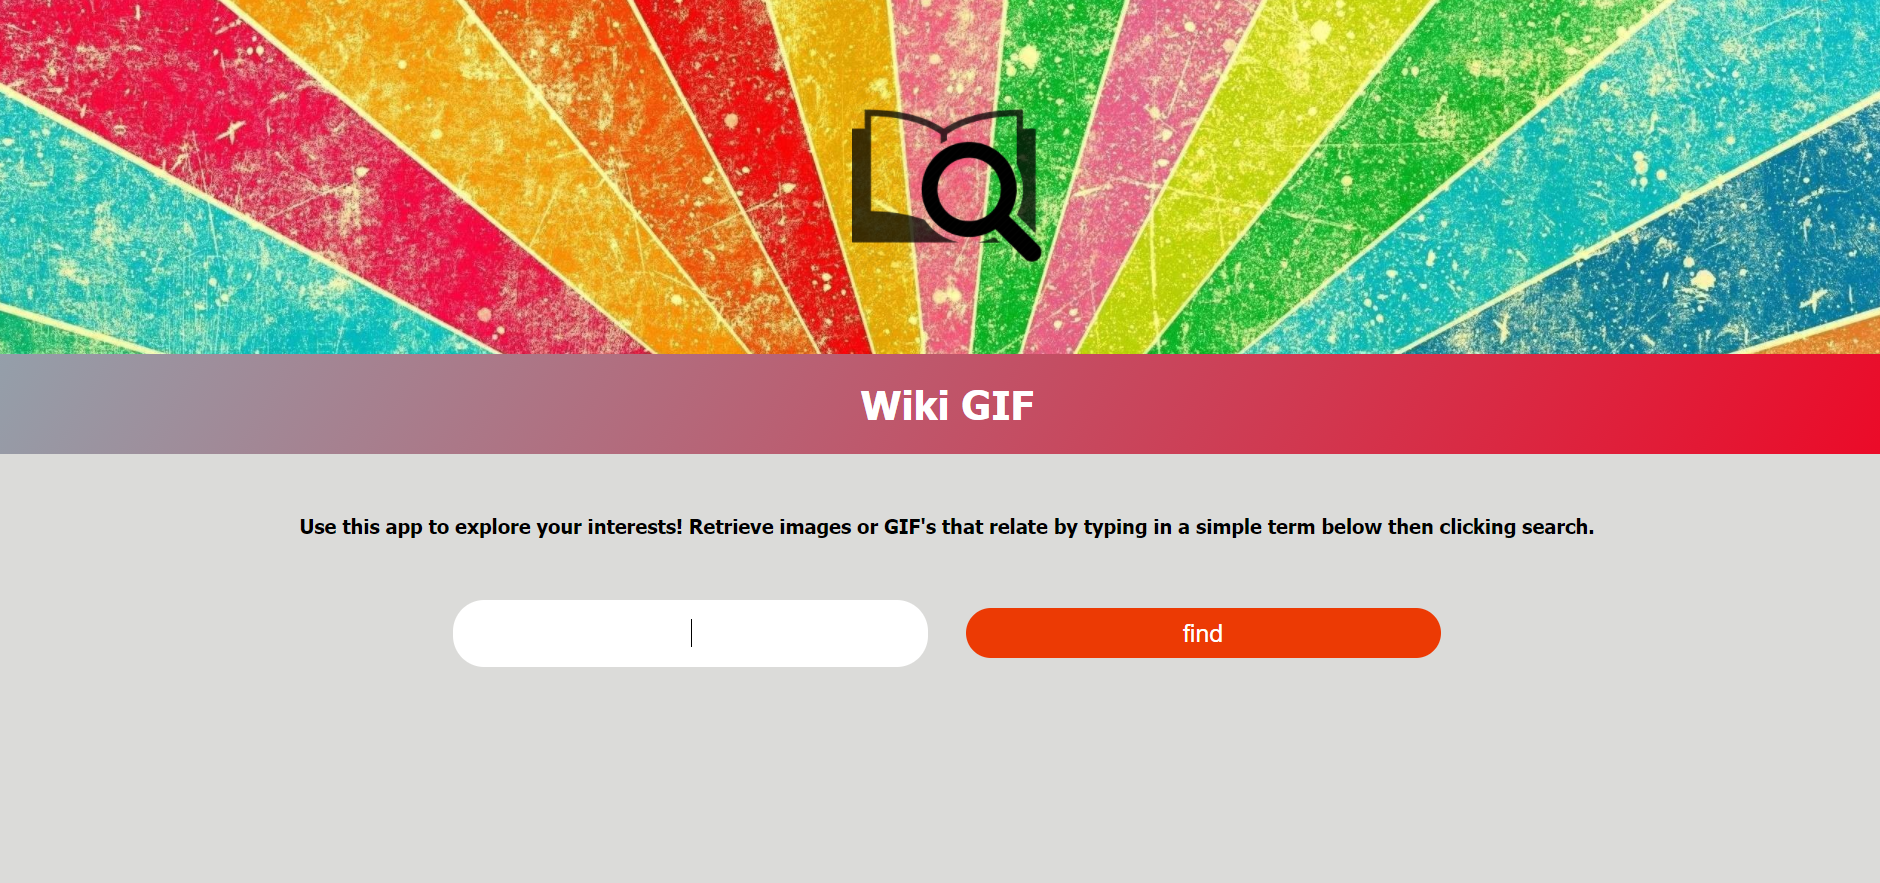 Wiki GIF
Use this app to explore your interests! Retrieve images or GIF's that relate by typing in a simple term below then clicking search.
find